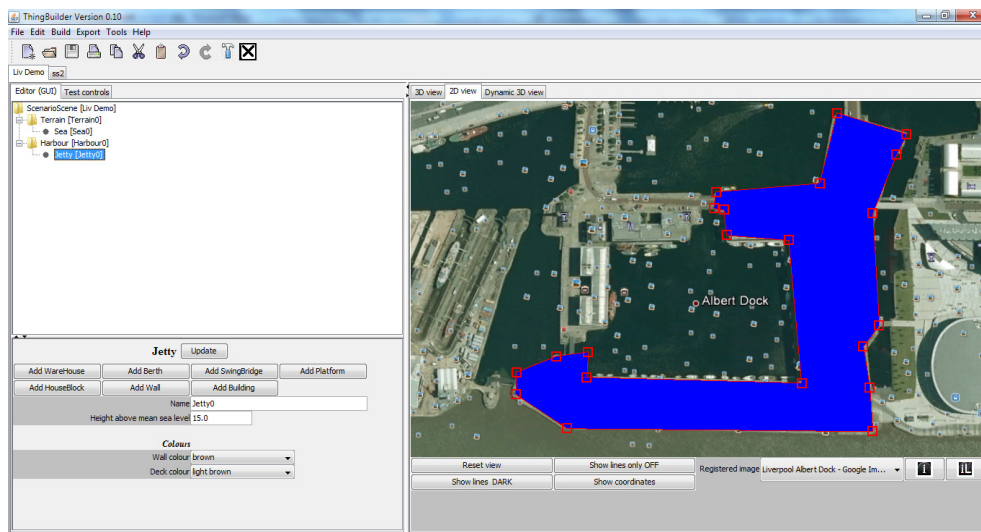 ThingBuilder Version 0.10
File Edit Build Export Tools Help
Liv Demo ss2
Editor (GUI) Test controls
3D view 2D view Dynamic 3D view
ScenarioScene [Liv Demo]
Terrain [Terrain0]
Sea [Sea0]
Harbour [Harbour0]
Jetty [Jetty0]
Albert Dock
Jetty Update
Add WareHouse Add Berth Add SwingBridge Add Platform
Add HouseBlock Add Wall Add Building
Name Jetty0
Height above mean sea level 15.0
Colours
Wall colour brown
Deck colour light brown
Reset view Show lines only OFF Registered image Liverpool Albert Dock - Google Im...
Show lines DARK Show coordinates